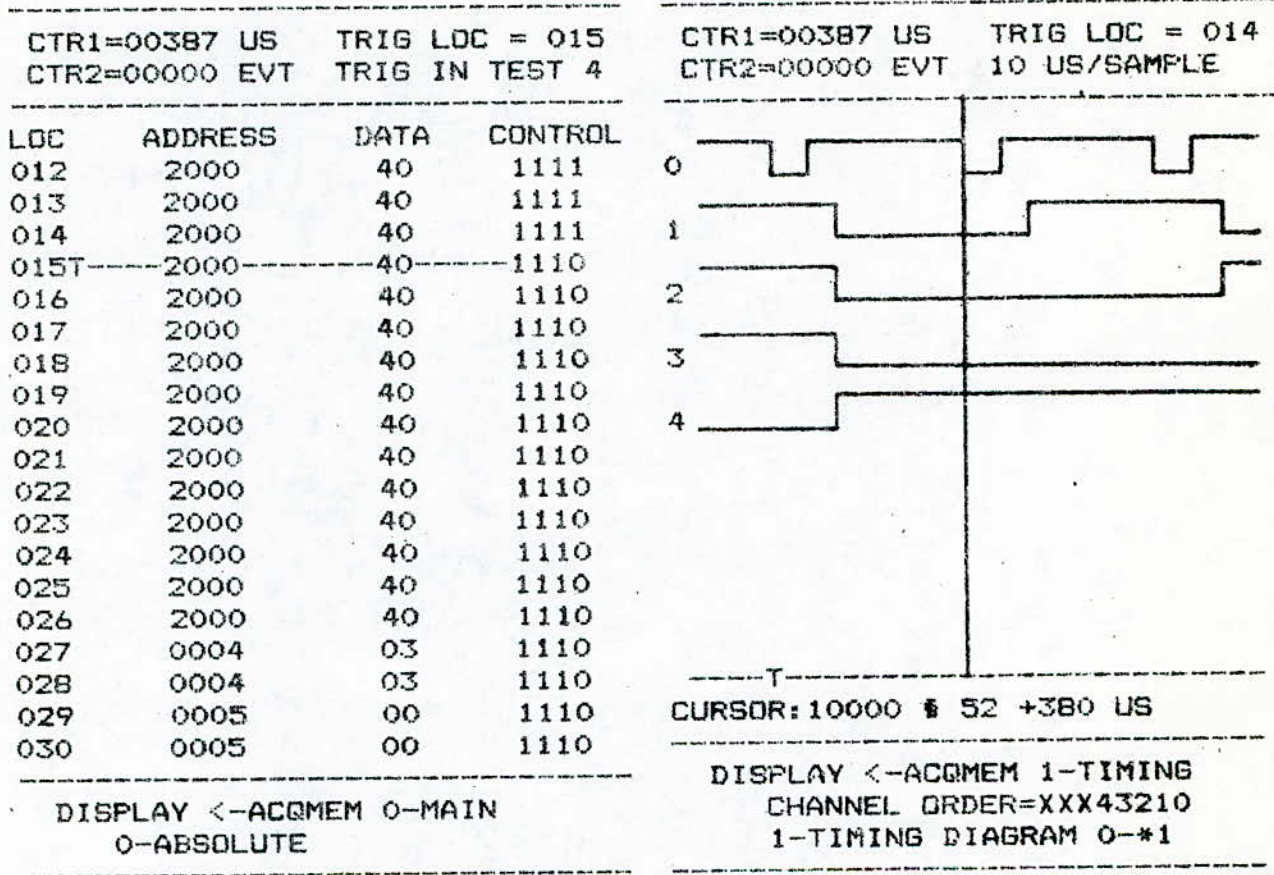 CTR1=00387 US TRIG LOC = 015
CTR2=00000 EVT TRIG IN TEST 4
LOC ADDRESS DATA CONTROL
012 2000 40 1111
013 2000 40 1111
014 2000 40 1111
015T-----2000--------40------1110
016 2000 40 1110
017 2000 40 1110
018 2000 40 1110
019 2000 40 1110
020 2000 40 1110
021 2000 40 1110
022 2000 40 1110
023 2000 40 1110
024 2000 40 1110
025 2000 40 1110
026 2000 40 1110
027 0004 03 1110
028 0004 03 1110
029 0005 00 1110
030 0005 00 1110
DISPLAY <-ACQMEM 0-MAIN
0-ABSOLUTE
CTR1=00387 US TRIG LOC = 014
CTR2=00000 EVT 10 US/SAMPLE
0
1
2
3
4
T
CURSOR:10000 52 +380 US
DISPLAY <-ACQMEM 1-TIMING
CHANNEL ORDER=XXX43210
1-TIMING DIAGRAM 0-*1